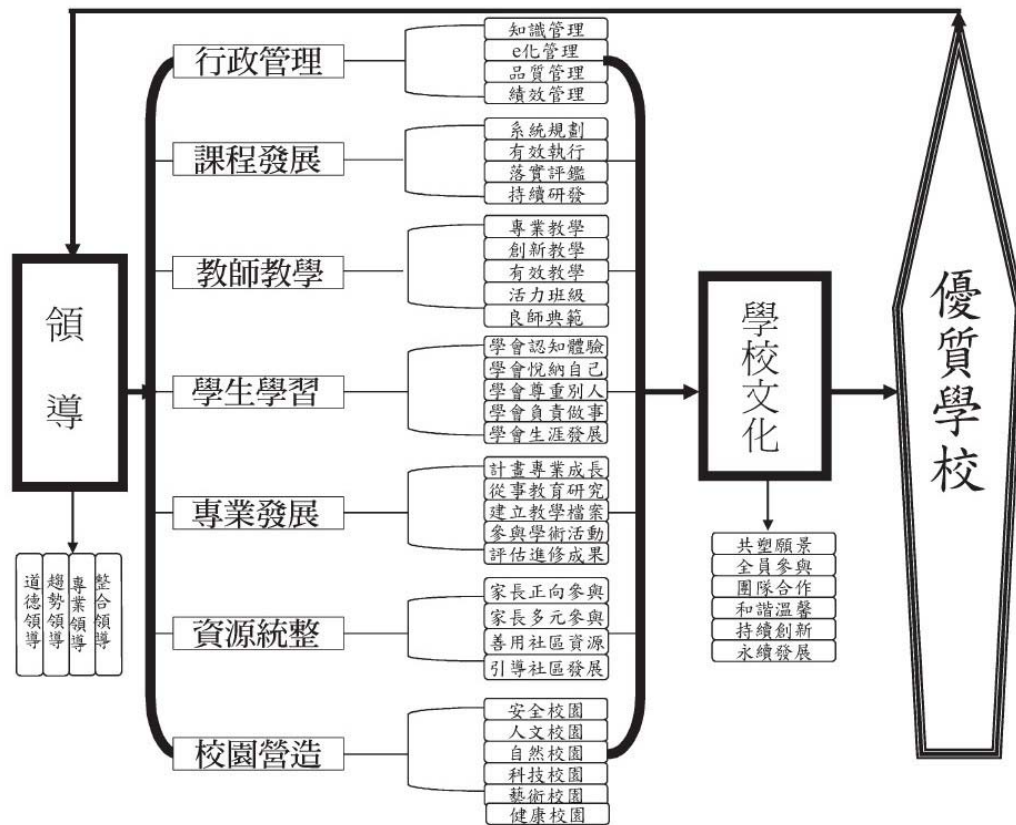 領導
道德領導
趨勢領導
專業領導
整合領導
行政管理
知識管理
e化管理
品質管理
績效管理
課程發展
系統規劃
有效執行
落實評鑑
持續研發
教師教學
專業教學
創新教學
有效教學
活力班級
良師典範
學生學習
學會認知體驗
學會悅納自己
學會尊重別人
學會負責做事
學會生涯發展
專業發展
計畫專業成長
從事教育研究
建立教學檔案
參與學術活動
評估進修成果
資源統整
家長正向參與
家長多元參與
善用社區資源
引導社區發展
校園營造
安全校園
人文校園
自然校園
科技校園
藝術校園
健康校園
學校文化
共塑願景
全員參與
團隊合作
和諧溫馨
持續創新
永續發展
優質學校